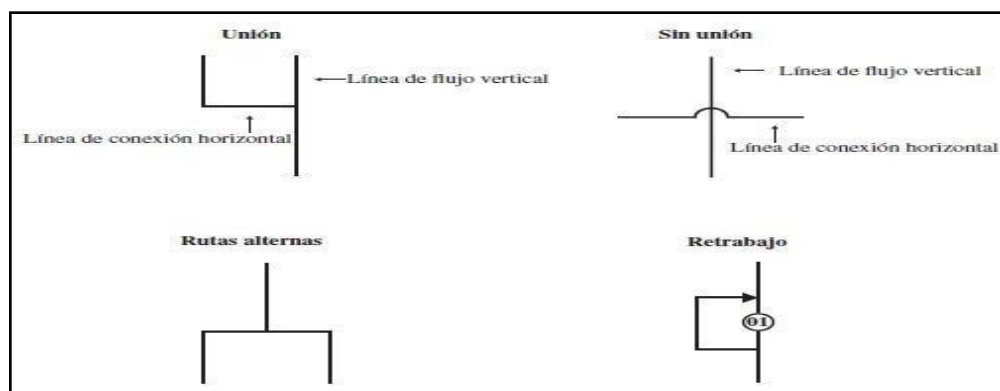 Unión
Línea de flujo vertical
Línea de conexión horizontal
Sin unión
Línea de flujo vertical
Línea de conexión horizontal
Rutas alternas
Retrabajo
01